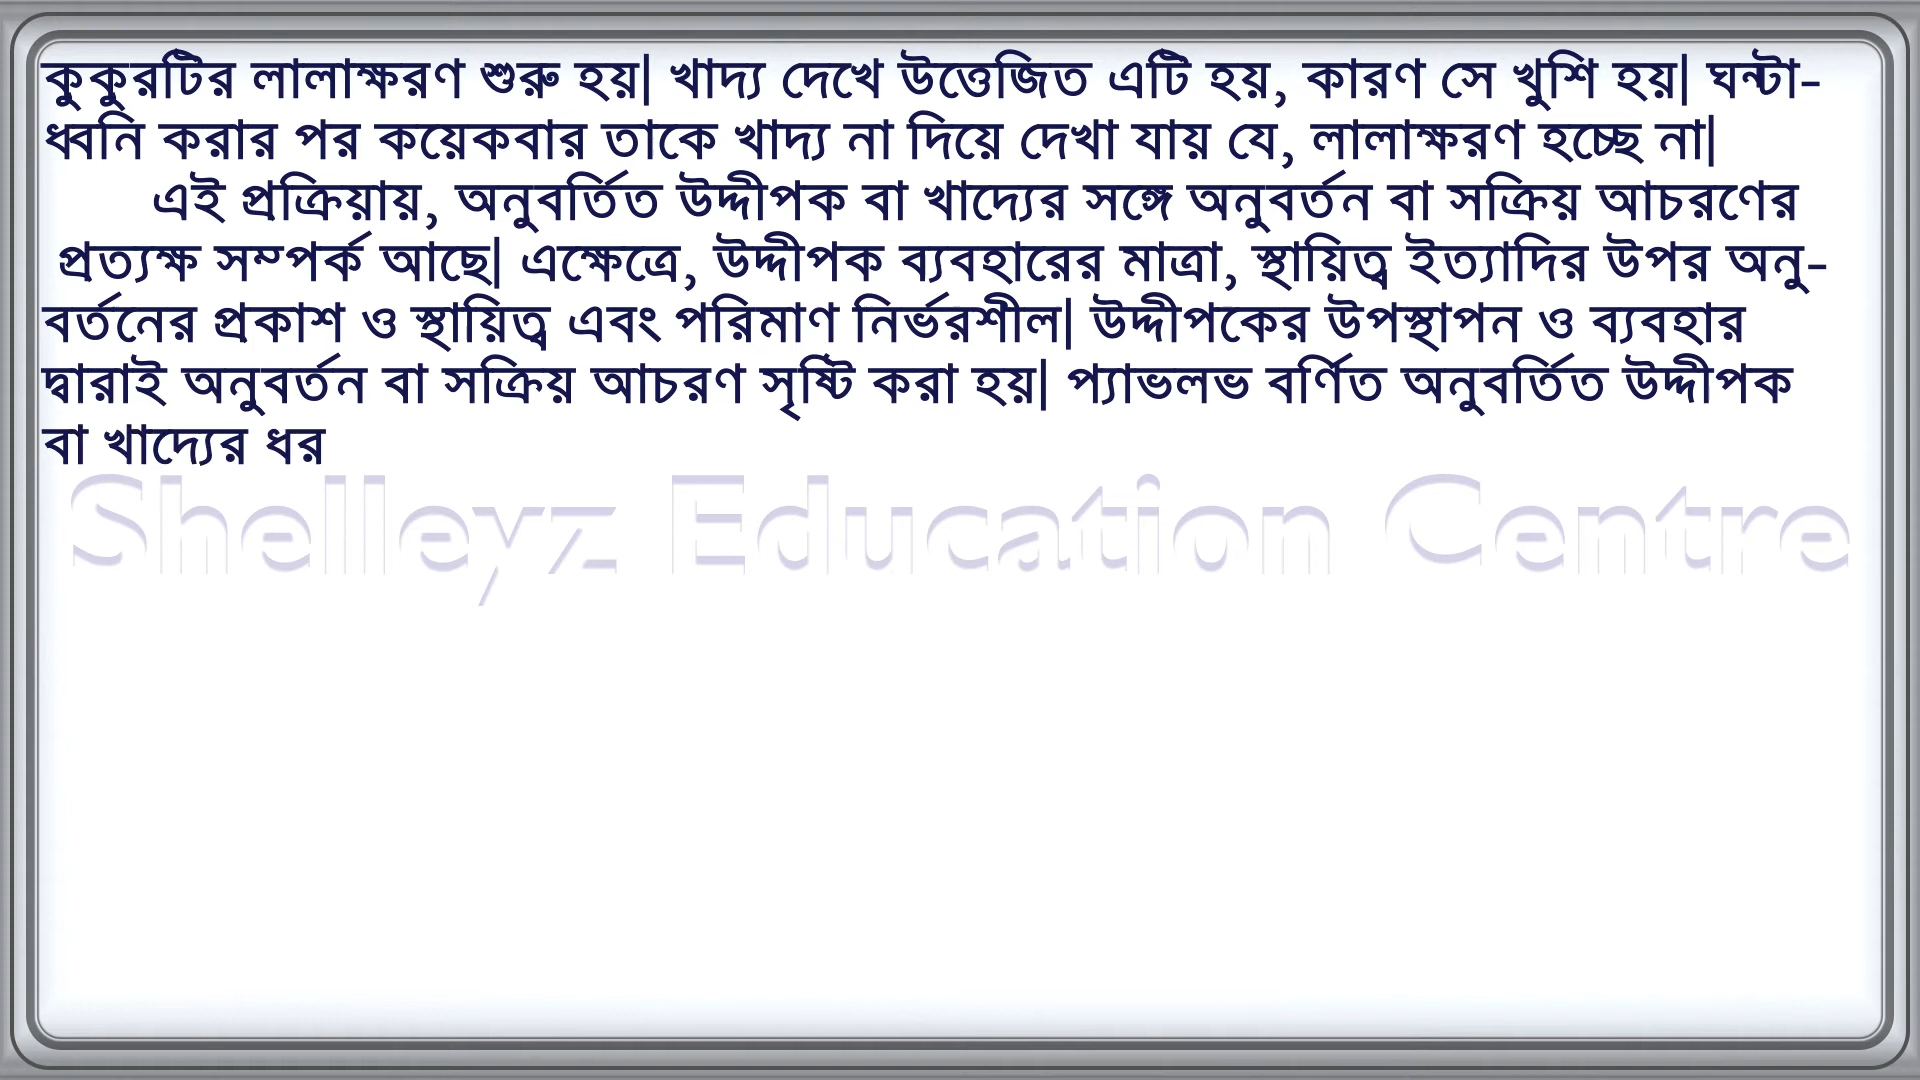 কুকুরটির লালাক্ষরণ শুরু হয়| খাদ্য দেখে উত্তেজিত এটি হয়, কারণ সে খুশি হয়| ঘন্টা-
ধ্বনি করার পর কয়েকবার তাকে খাদ্য না দিয়ে দেখা যায় যে, লালাক্ষরণ হচ্ছে না|
এই প্রক্রিয়ায়, অনুবর্তিত উদ্দীপক বা খাদ্যের সঙ্গে অনুবর্তন বা সক্রিয় আচরণের
প্রত্যক্ষ সম্পর্ক আছে| এক্ষেত্রে, উদ্দীপক ব্যবহারের মাত্রা, স্থায়িত্ব ইত্যাদির উপর অনু-
বর্তনের প্রকাশ ও স্থায়িত্ব এবং পরিমাণ নির্ভরশীল| উদ্দীপকের উপস্থাপন ও ব্যবহার
দ্বারাই অনুবর্তন বা সক্রিয় আচরণ সৃষ্টি করা হয়| প্যাভলভ বর্ণিত অনুবর্তিত উদ্দীপক
বা খাদ্যের ধর
Shelleyz Education Centre